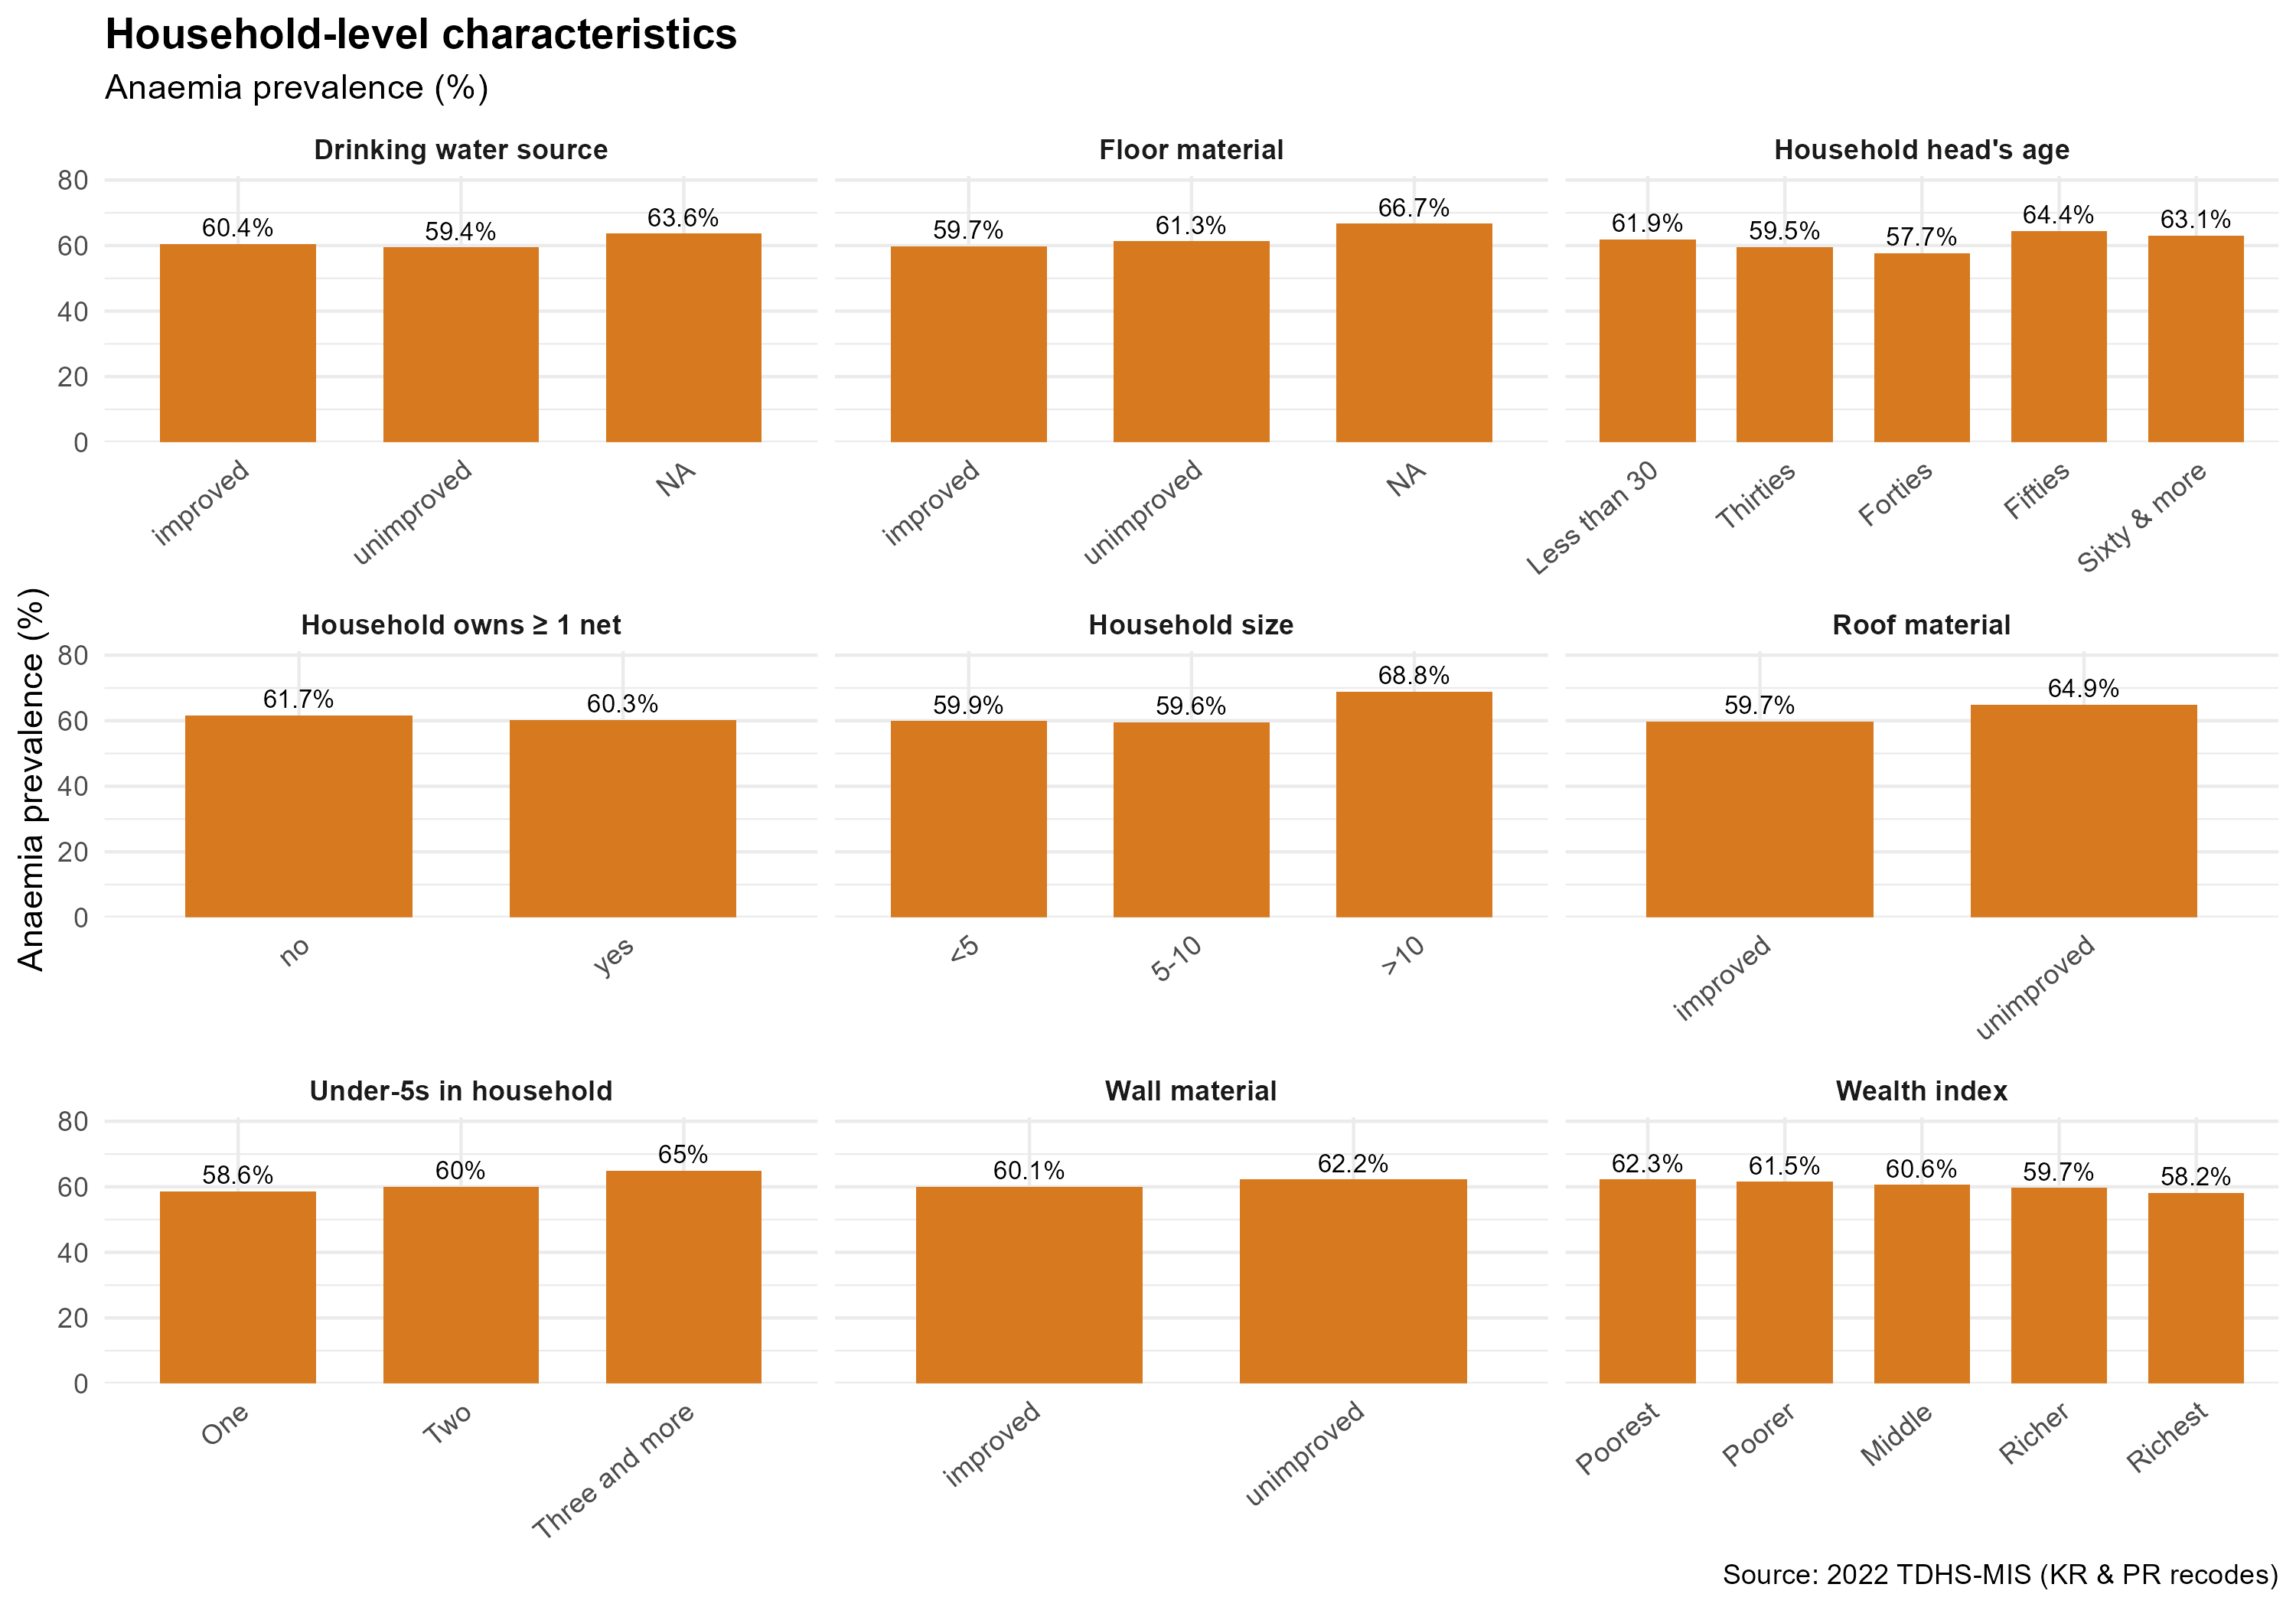 Household-level characteristics
Anaemia prevalence (%)
Drinking water source
Floor material
Household head's age
80
60
40
20
0
60.4%
59.4%
63.6%
59.7%
61.3%
66.7%
61.9%
59.5%
57.7%
64.4%
63.1%
improved
unimproved
NA
improved
unimproved
NA
Less than 30
Thirties
Forties
Fifties
Sixty & more
Anaemia prevalence (%)
Household owns ≥ 1 net
Household size
Roof material
80
60
40
20
0
61.7%
60.3%
59.9%
59.6%
68.8%
59.7%
64.9%
no
yes
<5
5-10
>10
improved
unimproved
Under-5s in household
Wall material
Wealth index
80
60
40
20
0
58.6%
60%
65%
60.1%
62.2%
62.3%
61.5%
60.6%
59.7%
58.2%
One
Two
Three and more
improved
unimproved
Poorest
Poorer
Middle
Richer
Richest
Source: 2022 TDHS-MIS (KR & PR recodes)